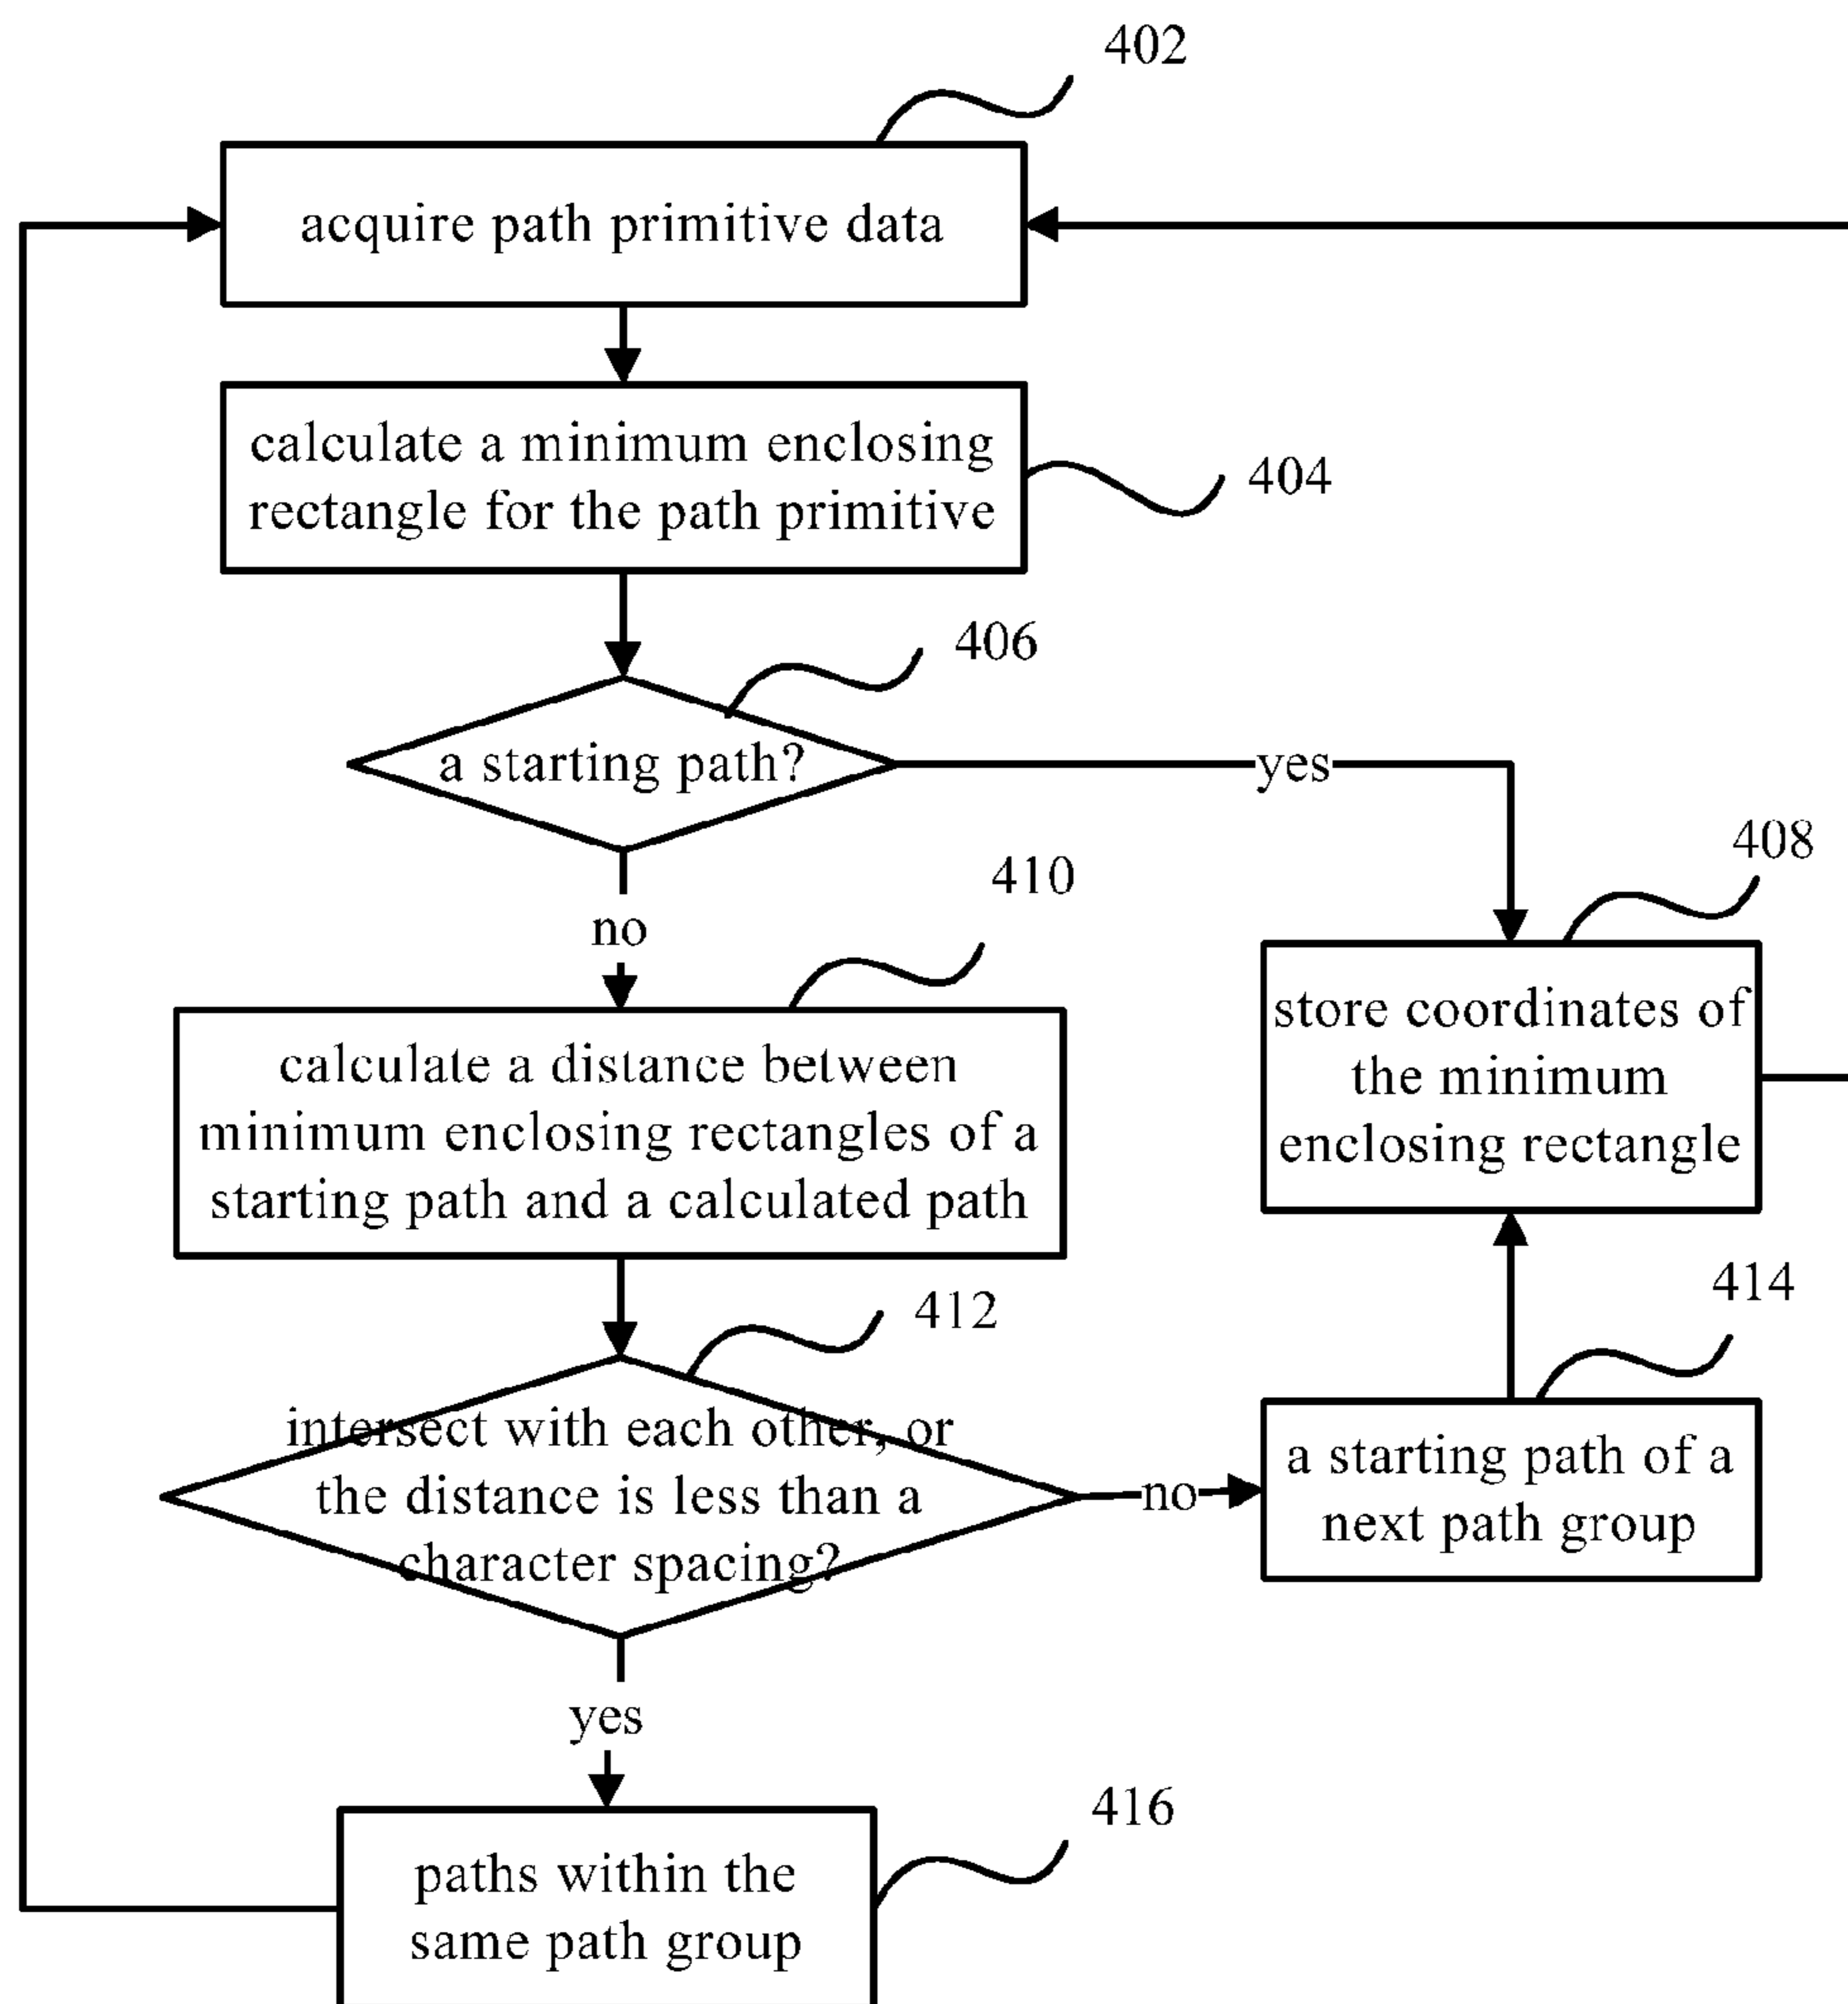 402
acquire path primitive data
calculate a minimum enclosing
rectangle for the path primitive
404
406
a starting path?
yes
408
410
no
store coordinates of
the minimum
enclosing rectangle
calculate a distance between
minimum enclosing rectangles of a
starting path and a calculated path
412
414
intersect with each other, or
the distance is less than a
character spacing?
no
a starting path of a
next path group
yes
416
paths within the
same path group